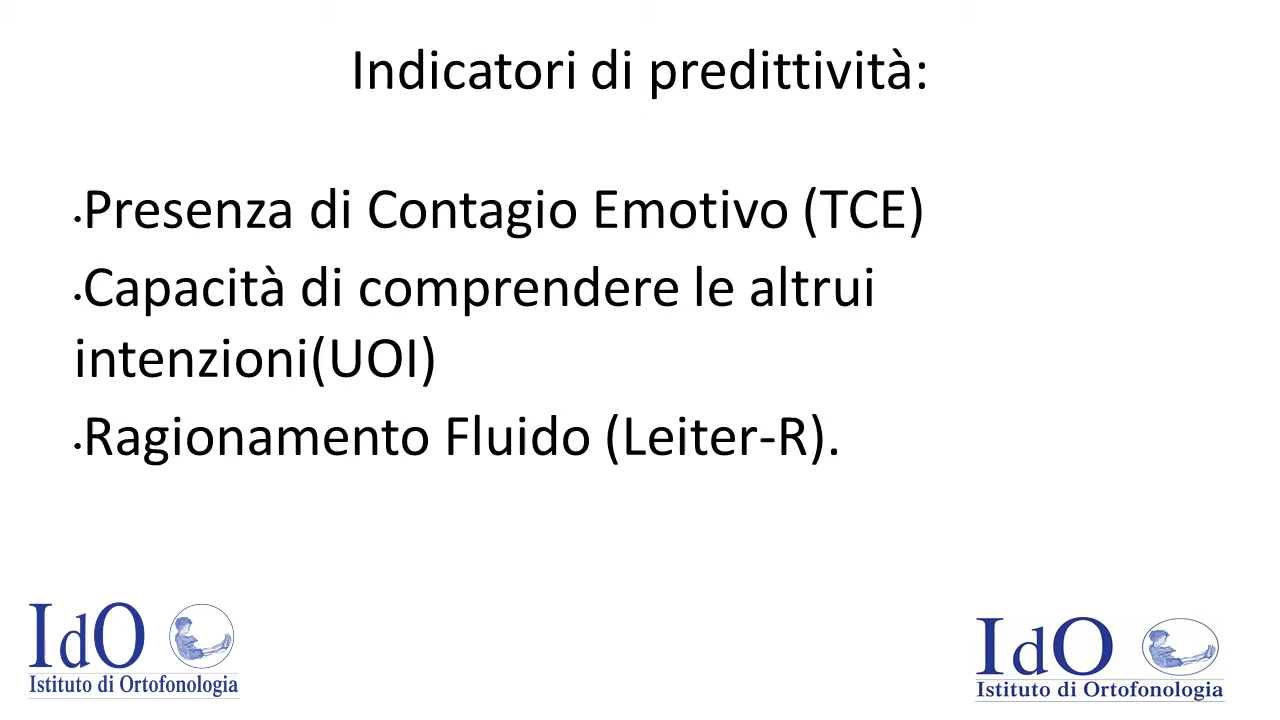 Indicatori di predittività:
•Presenza di Contagio Emotivo (TCE)
•Capacità di comprendere le altrui
intenzioni(UOI)
•Ragionamento Fluido (Leiter-R).
IdO
Istituto di Ortofonologia
IdO
Istituto di Ortofonologia